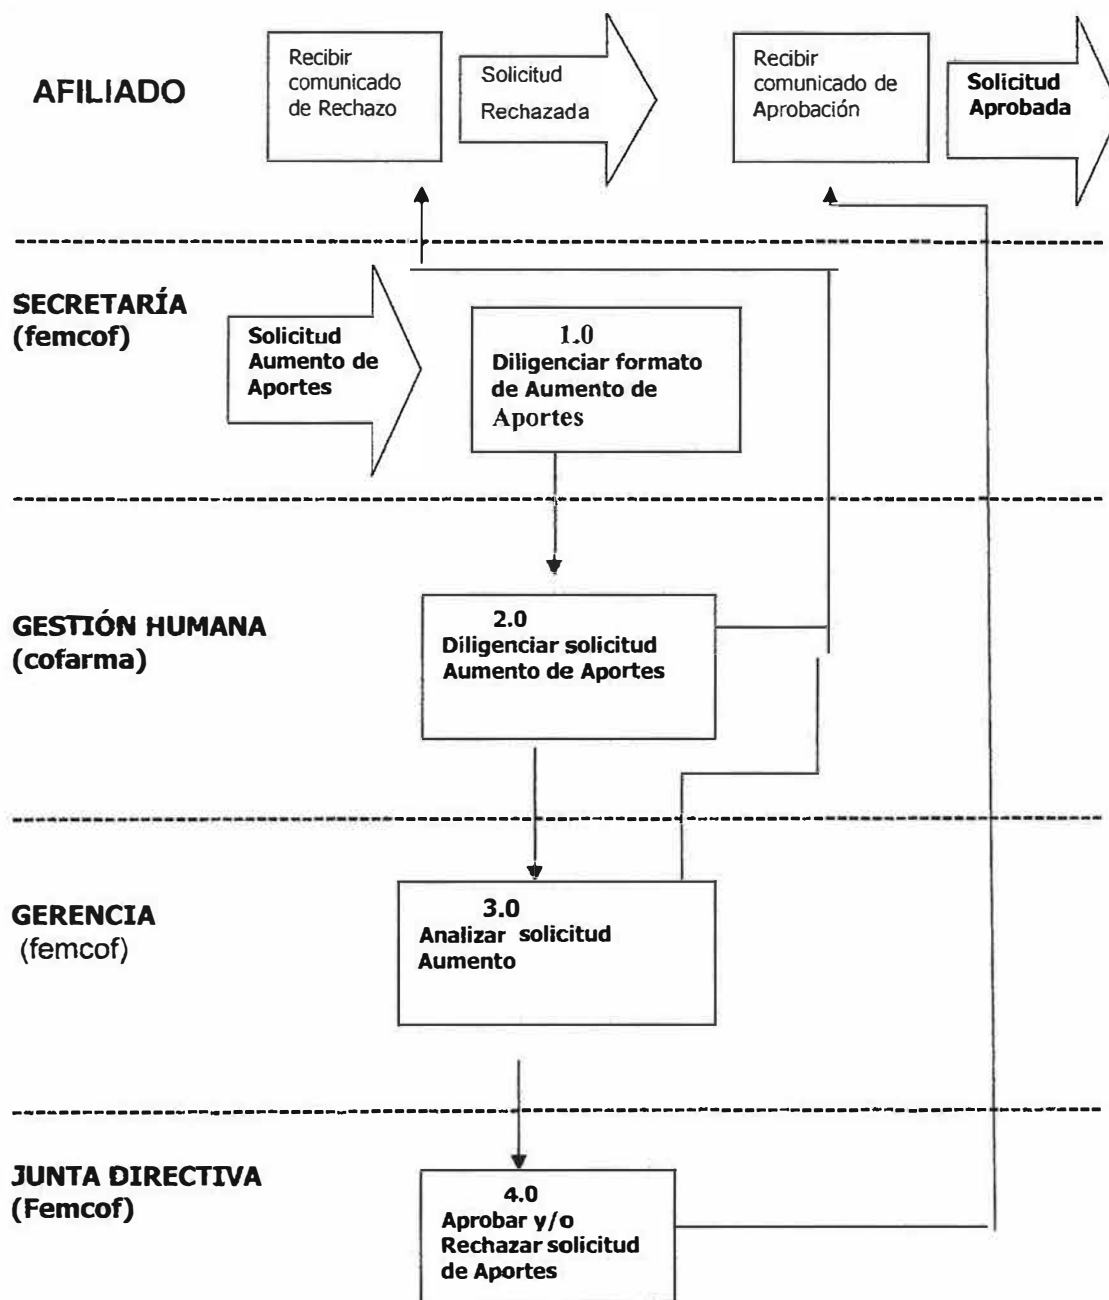 AFILIADO
Recibir
comunicado
de Rechazo
Solicitud
Rechazada
Recibir
comunicado de
Aprobación
Solicitud
Aprobada
SECRETARÍA
(femcof)
Solicitud
Aumento de
Aportes
1.0
Diligenciar formato
de Aumento de
Aportes
GESTIÓN HUMANA
(cofarma)
2.0
Diligenciar solicitud
Aumento de Aportes
GERENCIA
(femcof)
3.0
Analizar solicitud
Aumento
JUNTA DIRECTIVA
(Femcof)
4.0
Aprobar y/o
Rechazar solicitud
de Aportes